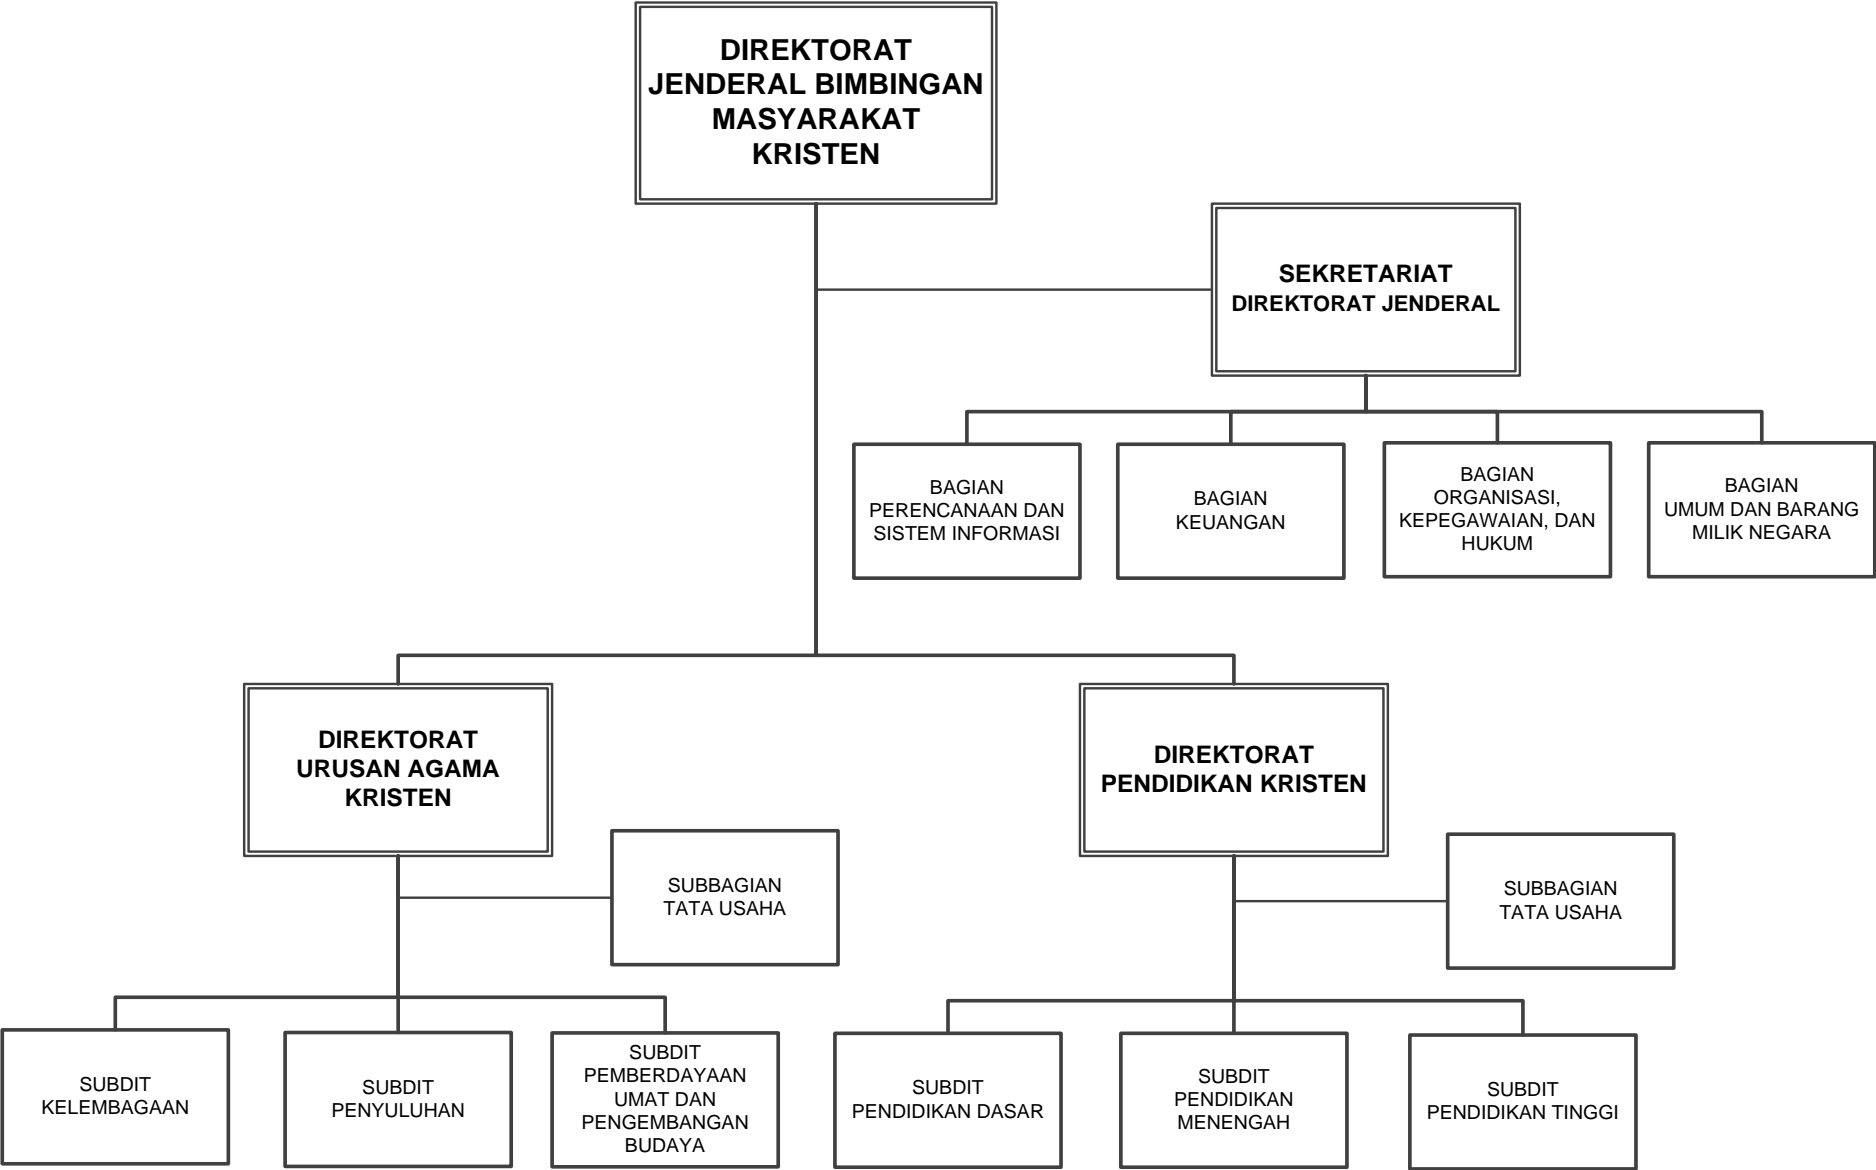 DIREKTORAT
JENDERAL BIMBINGAN
MASYARAKAT
KRISTEN
SEKRETARIAT
DIREKTORAT JENDERAL
BAGIAN
PERENCANAAN DAN
SISTEM INFORMASI
BAGIAN
KEUANGAN
BAGIAN
ORGANISASI,
KEPEGAWAIAN, DAN
HUKUM
BAGIAN
UMUM DAN BARANG
MILIK NEGARA
DIREKTORAT
URUSAN AGAMA
KRISTEN
DIREKTORAT
PENDIDIKAN KRISTEN
SUBBAGIAN
TATA USAHA
SUBBAGIAN
TATA USAHA
SUBDIT
KELEMBAGAAN
SUBDIT
PENYULUHAN
SUBDIT
PEMBERDAYAAN
UMAT DAN
PENGEMBANGAN
BUDAYA
SUBDIT
PENDIDIKAN DASAR
SUBDIT
PENDIDIKAN
MENENGAH
SUBDIT
PENDIDIKAN TINGGI